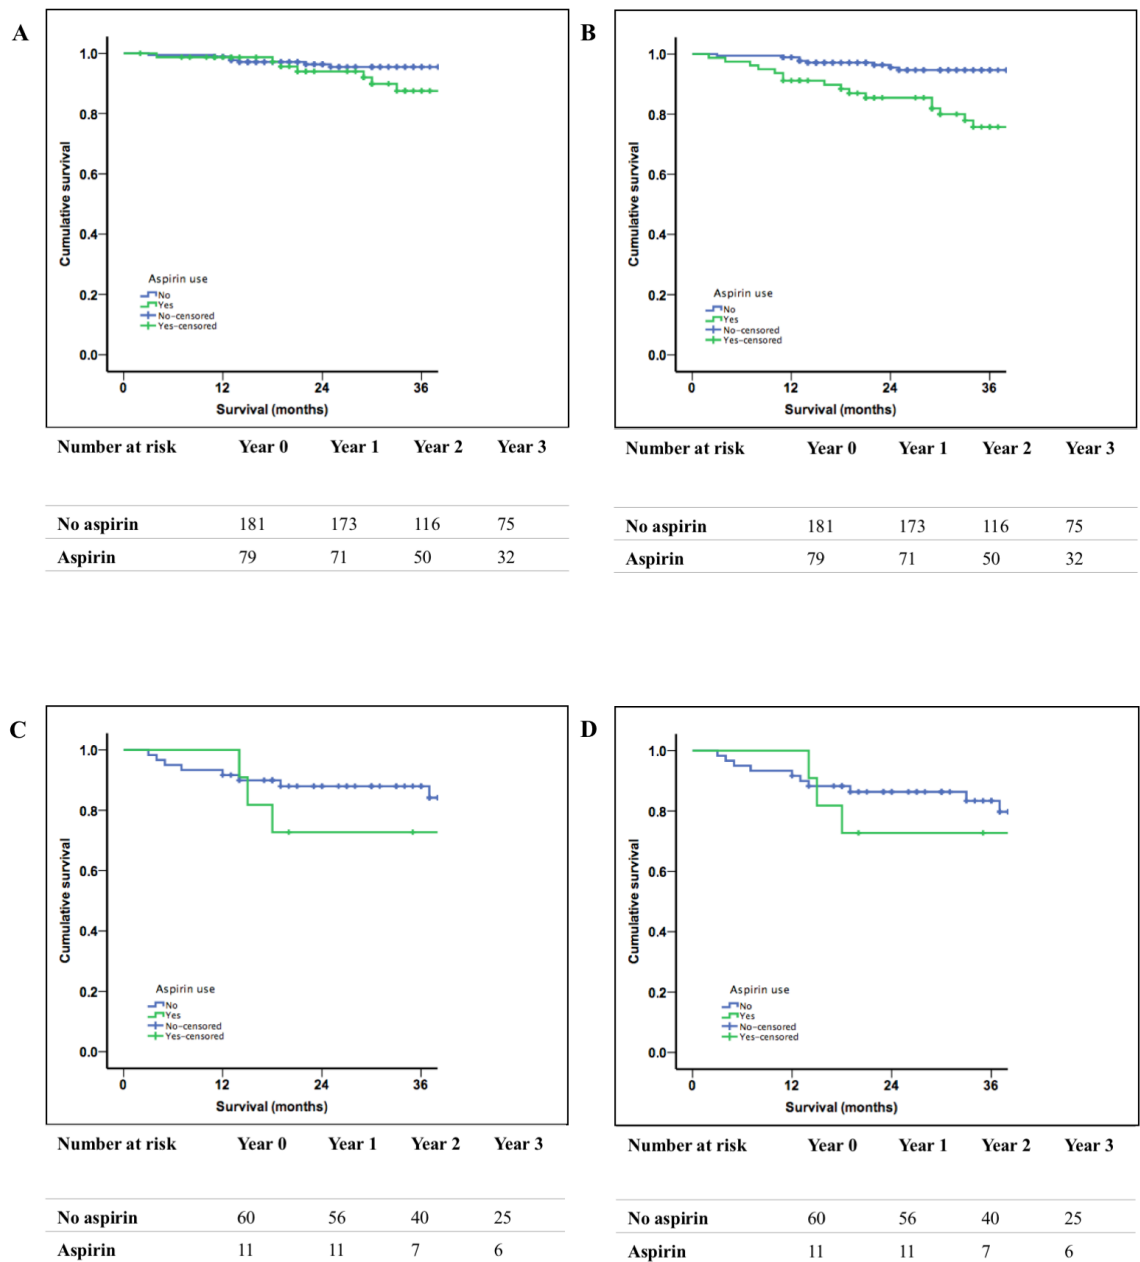 A
1.0
0.8
0.6
0.4
0.2
0.0
Cumulative survival
Aspirin use
No
Yes
No-censored
Yes-censored
0 12 24 36
Survival (months)
Number at risk Year 0 Year 1 Year 2 Year 3
No aspirin 181 173 116 75
Aspirin 79 71 50 32
B
1.0
0.8
0.6
0.4
0.2
0.0
Cumulative survival
Aspirin use
No
Yes
No-censored
Yes-censored
0 12 24 36
Survival (months)
Number at risk Year 0 Year 1 Year 2 Year 3
No aspirin 181 173 116 75
Aspirin 79 71 50 32
C
1.0
0.8
0.6
0.4
0.2
0.0
Cumulative survival
Aspirin use
No
Yes
No-censored
Yes-censored
0 12 24 36
Survival (months)
Number at risk Year 0 Year 1 Year 2 Year 3
No aspirin 60 56 40 25
Aspirin 11 11 7 6
D
1.0
0.8
0.6
0.4
0.2
0.0
Cumulative survival
Aspirin use
No
Yes
No-censored
Yes-censored
0 12 24 36
Survival (months)
Number at risk Year 0 Year 1 Year 2 Year 3
No aspirin 60 56 40 25
Aspirin 11 11 7 6